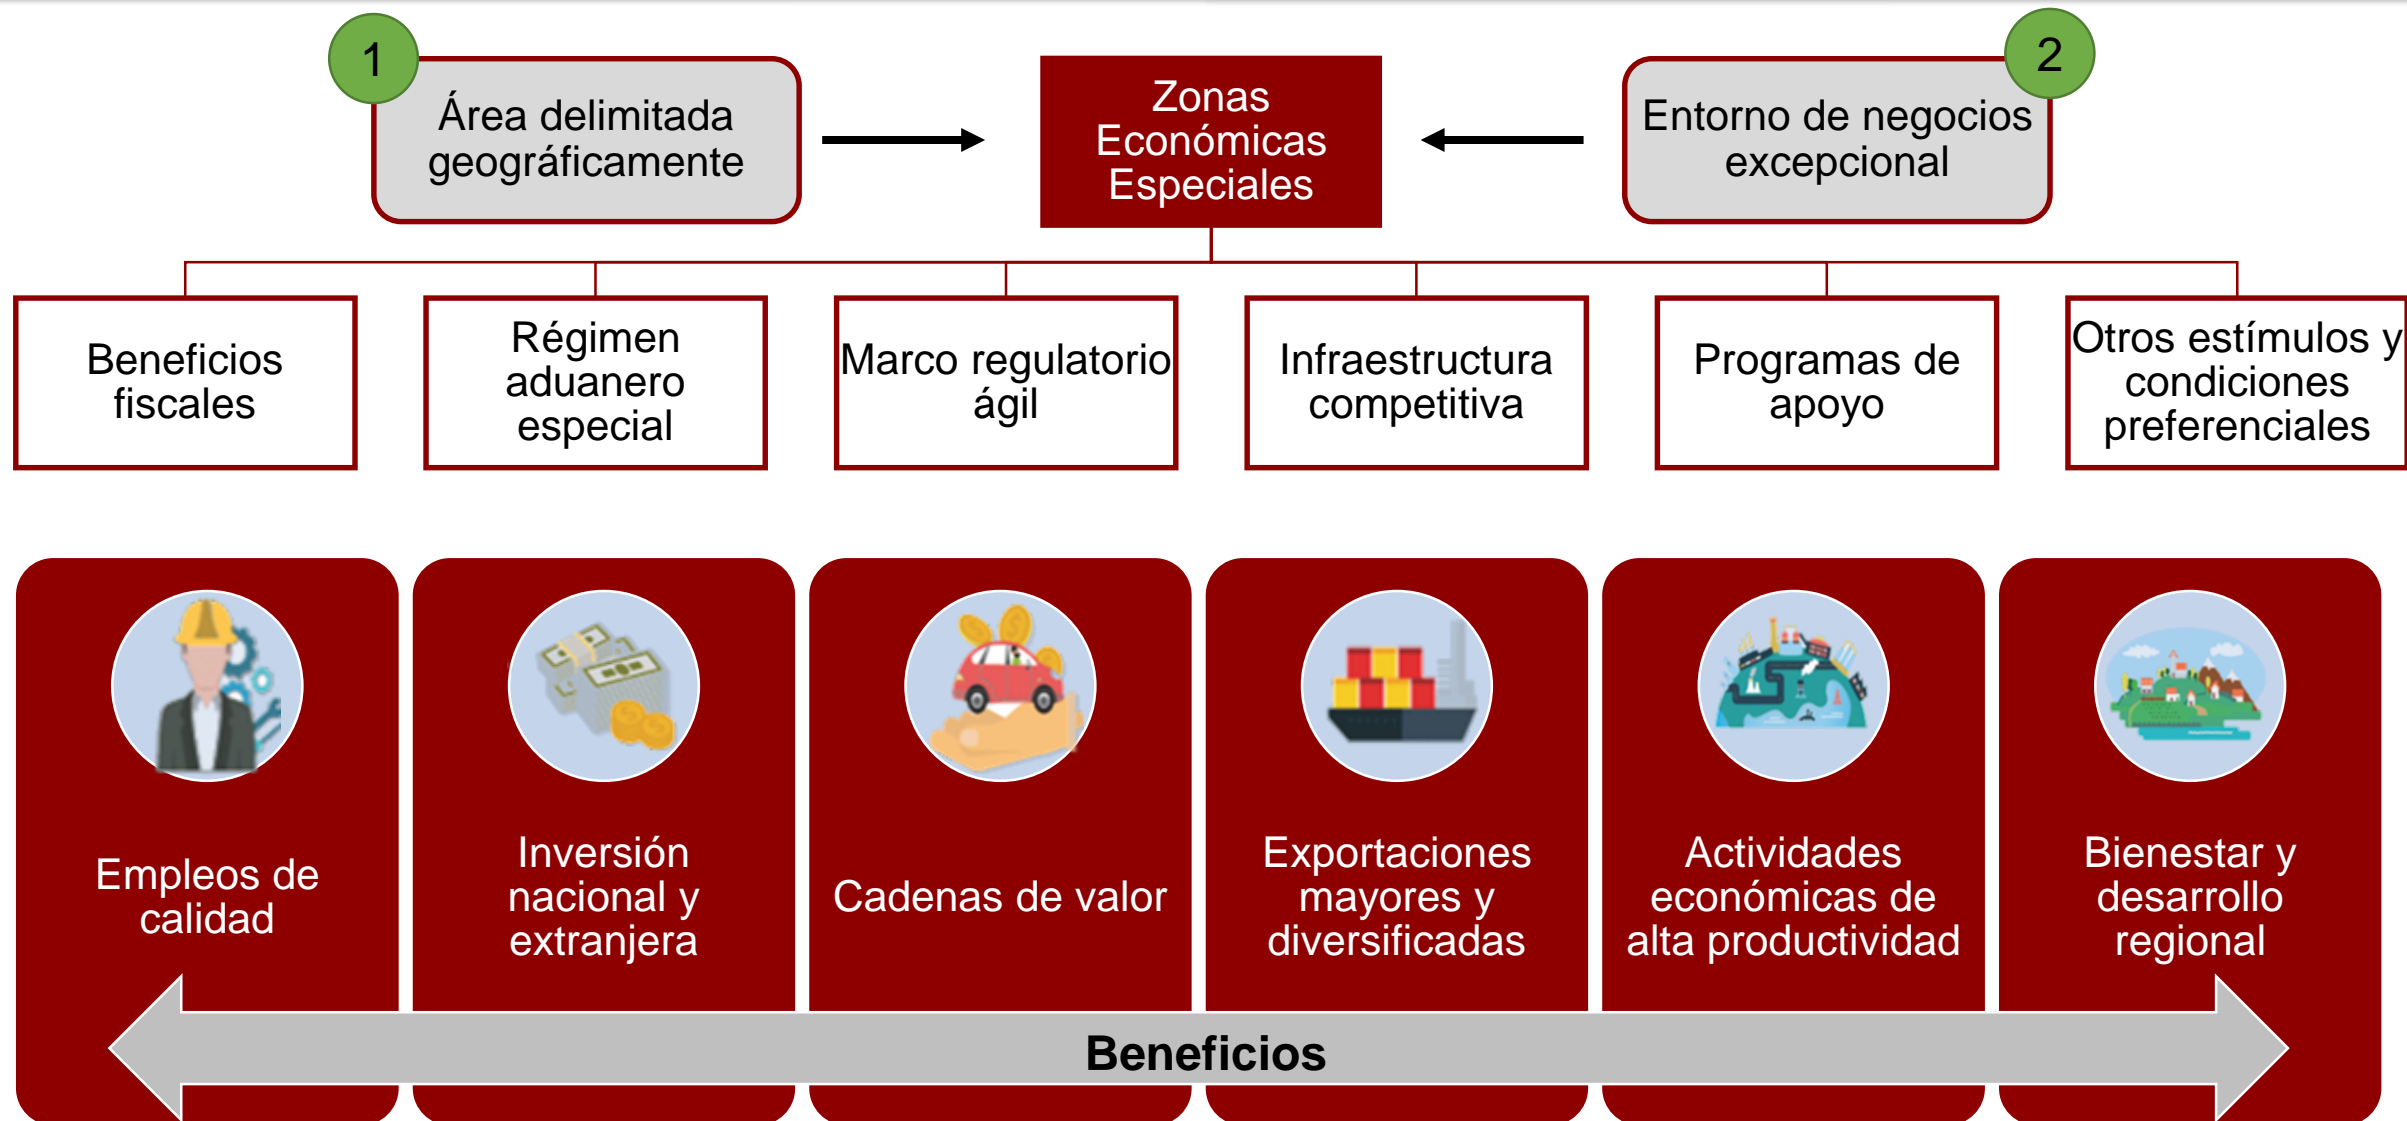 1
Área delimitada
geográficamente
Zonas
Económicas
Especiales
2
Entorno de negocios
excepcional
Beneficios
fiscales
Régimen
aduanero
especial
Marco regulatorio
ágil
Infraestructura
competitiva
Programas de
apoyo
Otros estímulos y
condiciones
preferenciales
Empleos de
calidad
Inversión
nacional y
extranjera
Cadenas de valor
Exportaciones
mayores y
diversificadas
Actividades
económicas de
alta productividad
Bienestar y
desarrollo
regional
Beneficios